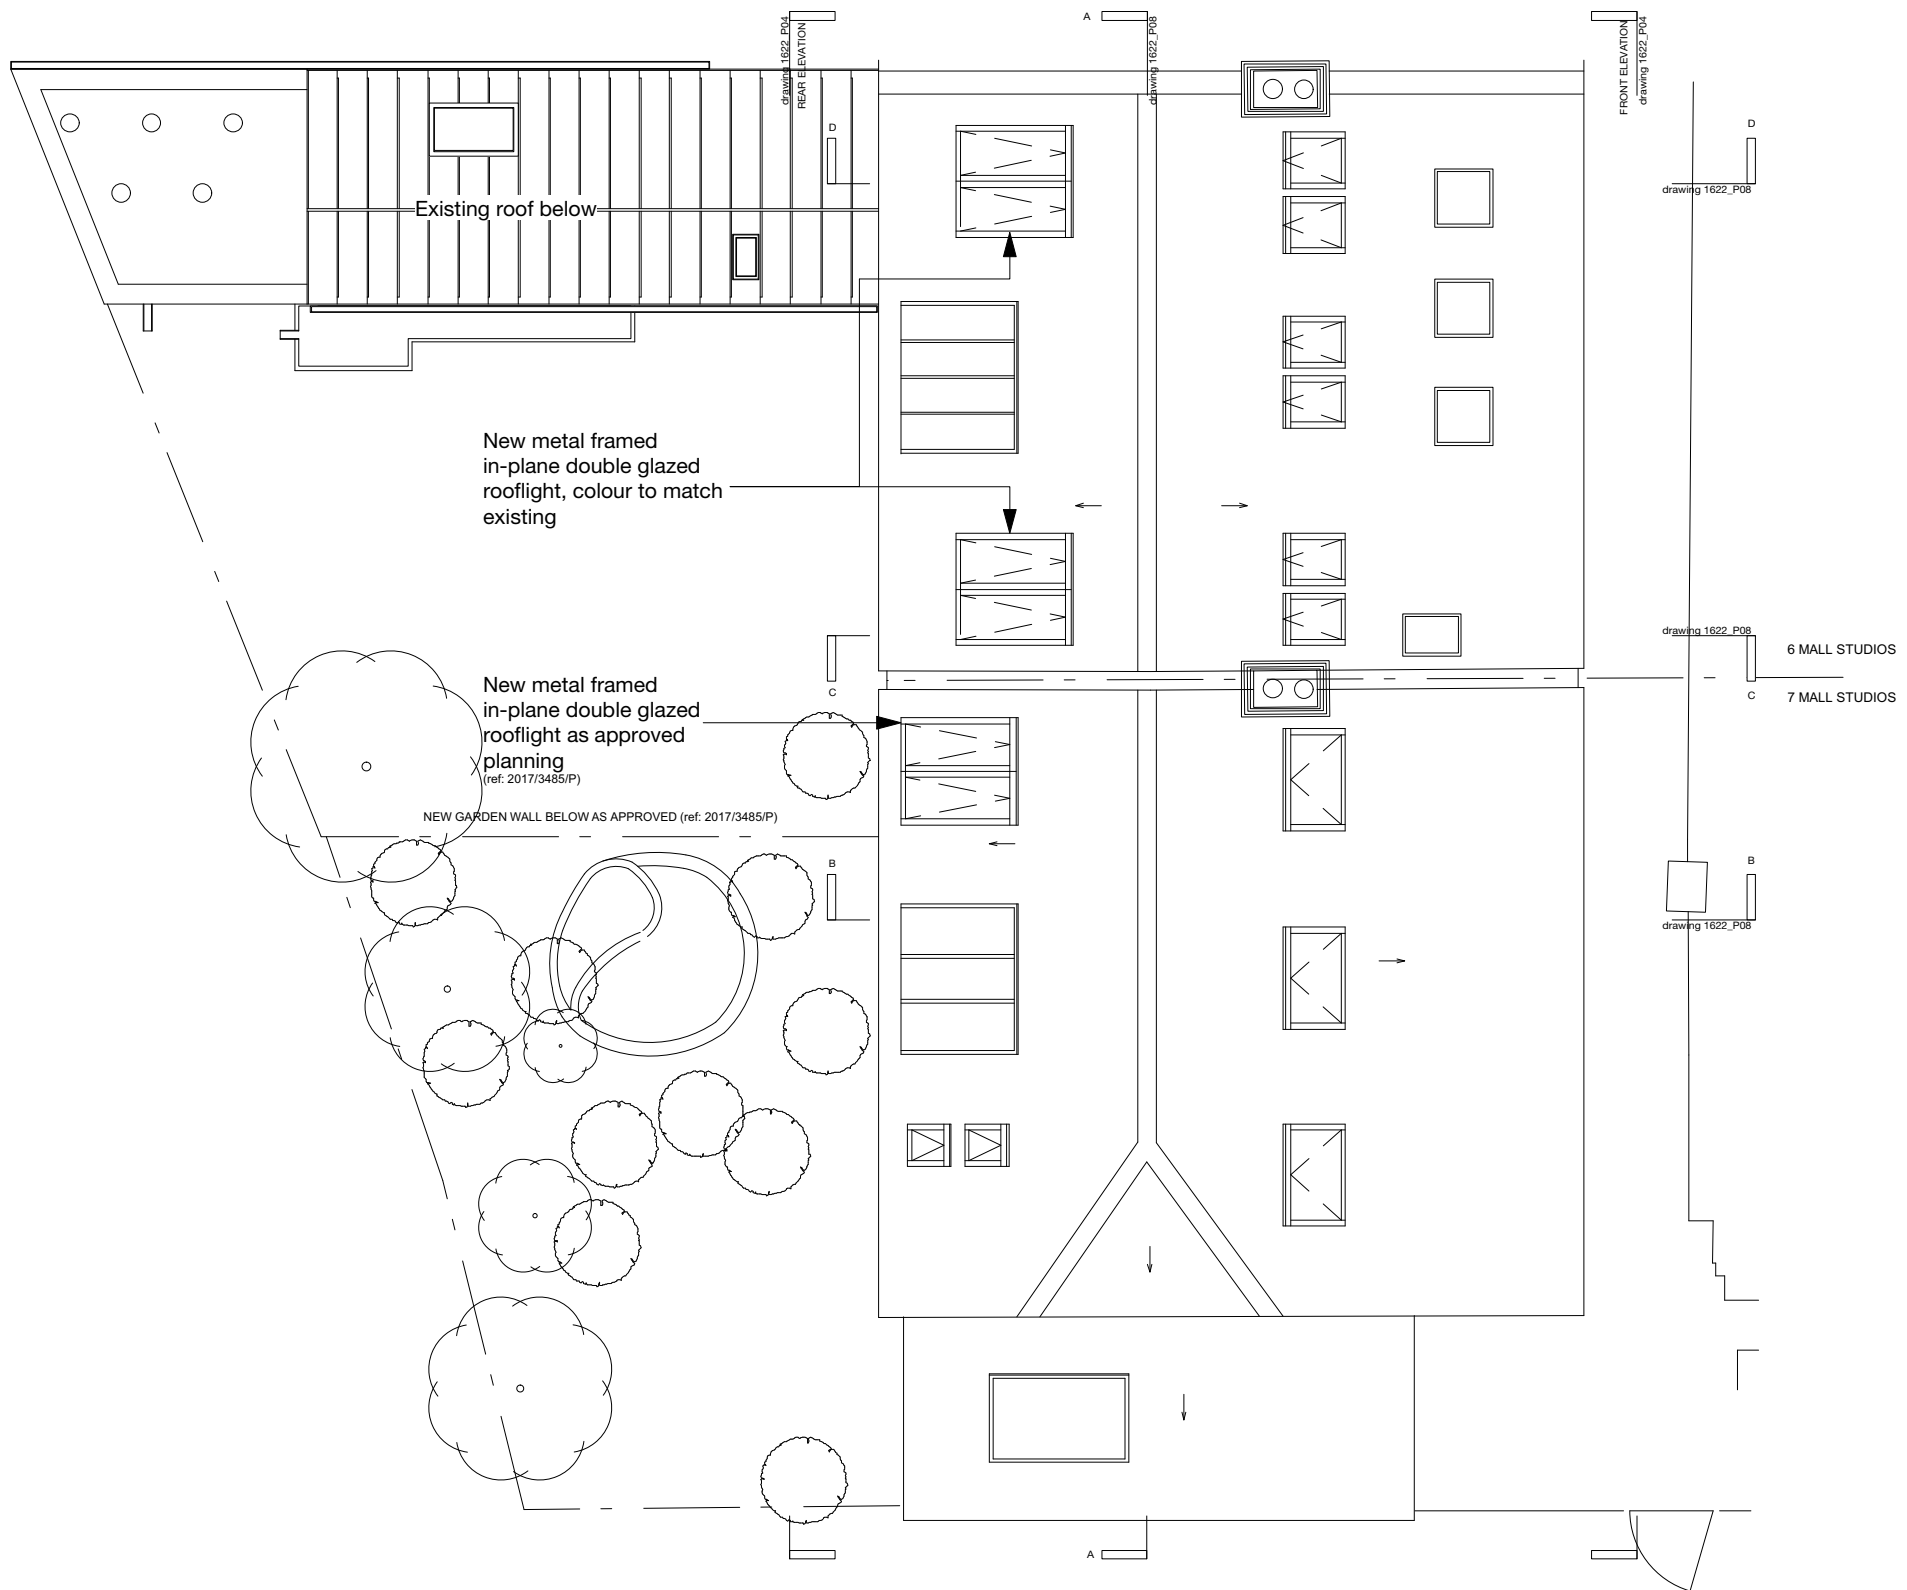 drawing 1622_P04
REAR ELEVATION
A
drawing 1622_P08
FRONT ELEVATION
drawing 1622_P04
D
D
drawing 1622_P08
Existing roof below
New metal framed
in-plane double glazed
rooflight, colour to match
existing
drawing 1622_P08
6 MALL STUDIOS
C
C
7 MALL STUDIOS
New metal framed
in-plane double glazed
rooflight as approved
planning
(ref: 2017/3485/P)
NEW GARDEN WALL BELOW AS APPROVED (ref: 2017/3485/P)
B
B
drawing 1622_P08
A